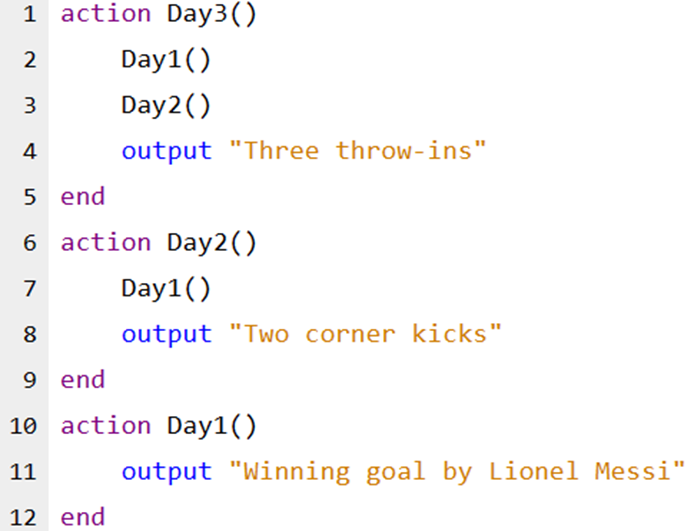 1 action Day3()
2 Day1()
3 Day2()
4 output "Three throw-ins"
5 end
6 action Day2()
7 Day1()
8 output "Two corner kicks"
9 end
10 action Day1()
11 output "Winning goal by Lionel Messi"
12 end